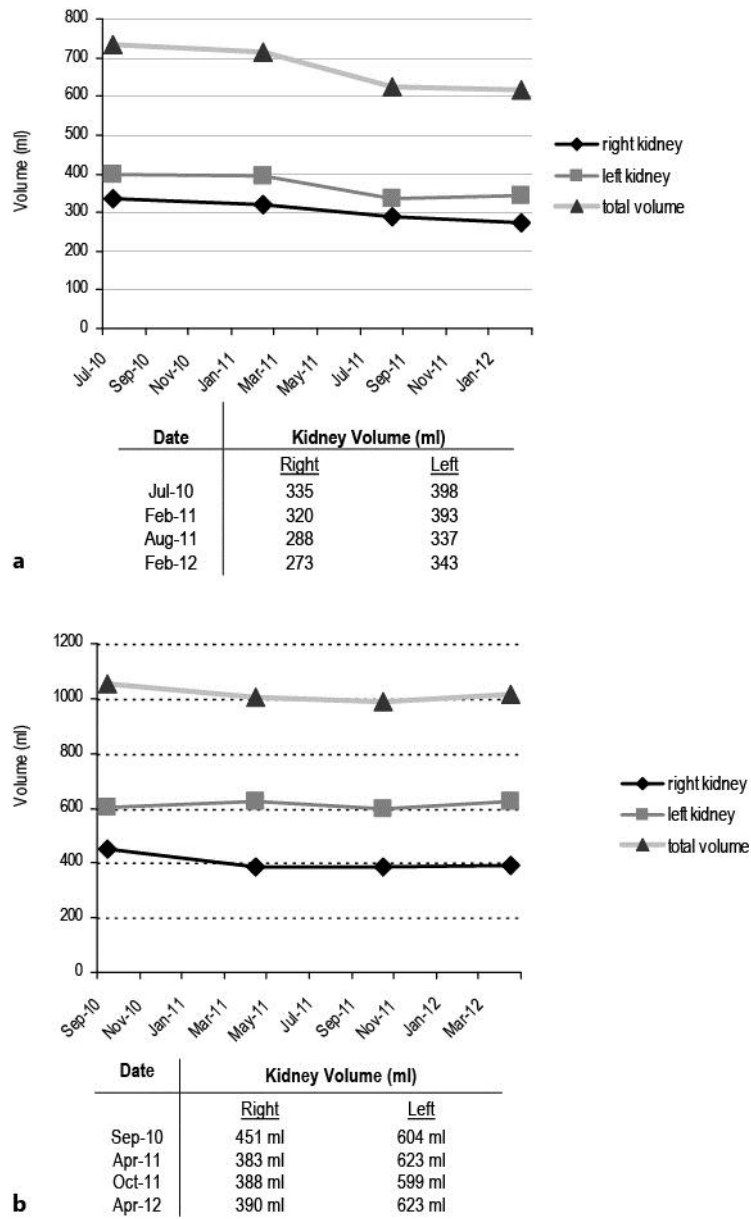 800
700
600
500
400
300
200
100
0
Volume (ml)
right kidney
left kidney
total volume
Jul-10
Sep-10
Nov-10
Jan-11
Mar-11
May-11
Jul-11
Sep-11
Nov-11
Jan-12
Date Kidney Volume (ml)
Right Left
Jul-10 335 398
Feb-11 320 393
Aug-11 288 337
Feb-12 273 343
a
1200
1000
800
600
400
200
0
Volume (ml)
right kidney
left kidney
total volume
Sep-10
Nov-10
Jan-11
Mar-11
May-11
Jul-11
Sep-11
Nov-11
Jan-12
Mar-12
Date Kidney Volume (ml)
Right Left
Sep-10 451 ml 604 ml
Apr-11 383 ml 623 ml
Oct-11 388 ml 599 ml
Apr-12 390 ml 623 ml
b